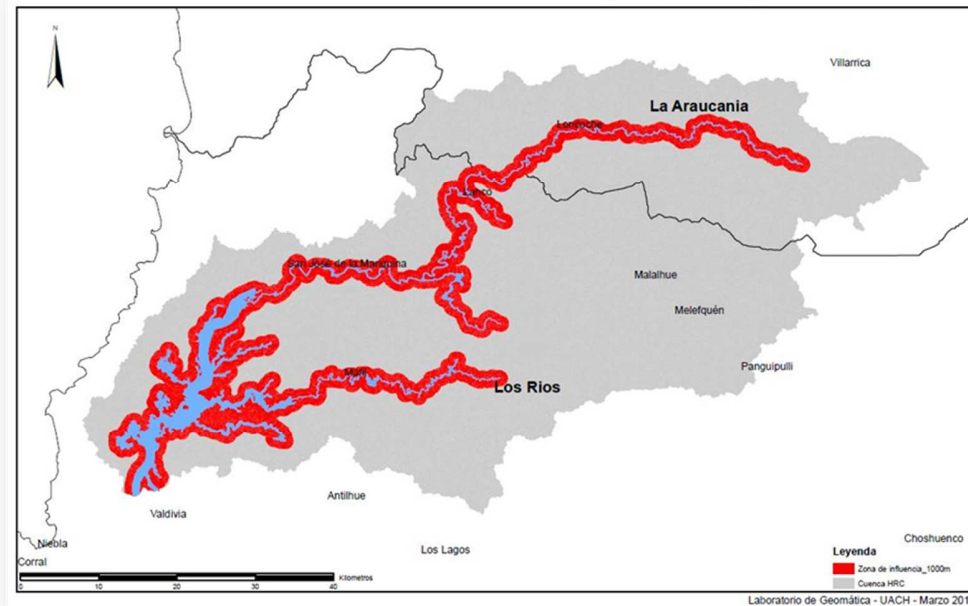 N
Villarrica
La Araucania
Loncoche
Lanco
San José de la Mariquina
Malalhue
Melefquén
Panguipulli
Mafil
Los Rios
Antilhue
Valdivia
Niebla
Los Lagos
Choshuenco
Corral
Leyenda
Zona de influencia_1000m
Cuenca HRC
0 10 20 30 40 Kilometros
Laboratorio de Geomática - UACH - Marzo 201